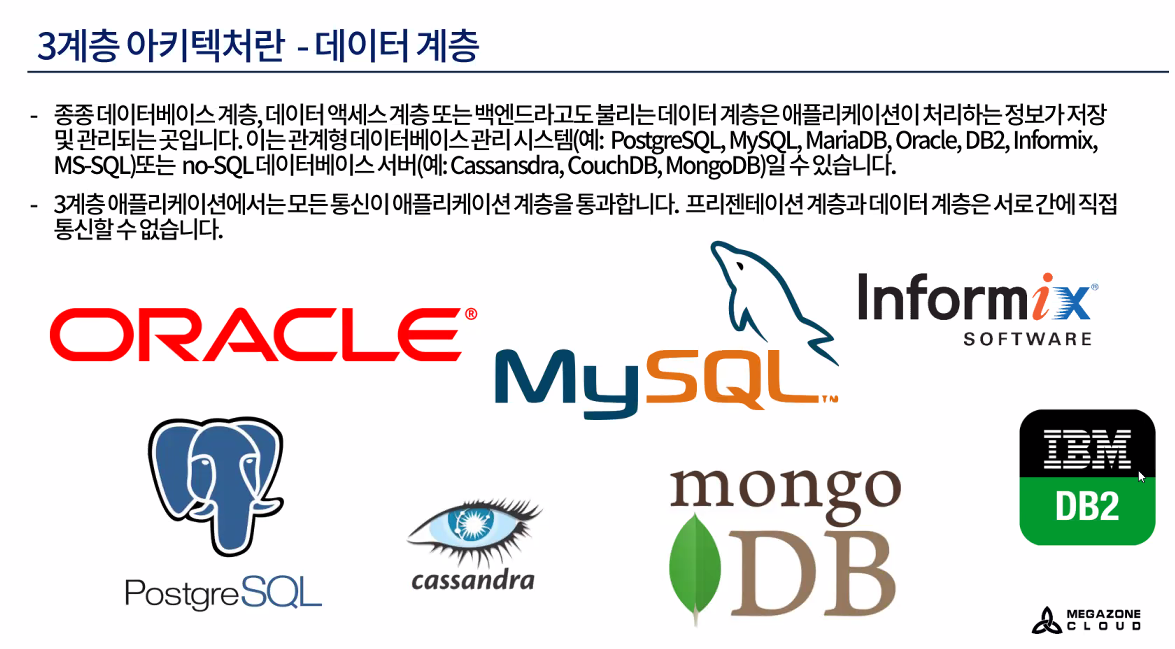 3계층 아키텍처란 - 데이터 계층
- 종종 데이터베이스 계층, 데이터 액세스 계층 또는 백엔드라고도 불리는 데이터 계층은 애플리케이션이 처리하는 정보가 저장
및 관리되는 곳입니다. 이는 관계형 데이터베이스 관리 시스템(예: PostgreSQL, MySQL, MariaDB, Oracle, DB2, Informix,
MS-SQL)또는 no-SQL 데이터베이스 서버(예: Cassansdra, CouchDB, MongoDB)일 수 있습니다.
- 3계층 애플리케이션에서는 모든 통신이 애플리케이션 계층을 통과합니다. 프리젠테이션 계층과 데이터 계층은 서로 간에 직접
통신할 수 없습니다.
ORACLE®
MySQL™
Informix®
SOFTWARE
PostgreSQL
cassandra
mongo
DB
IBM
DB2
MEGAZONE
CLOUD